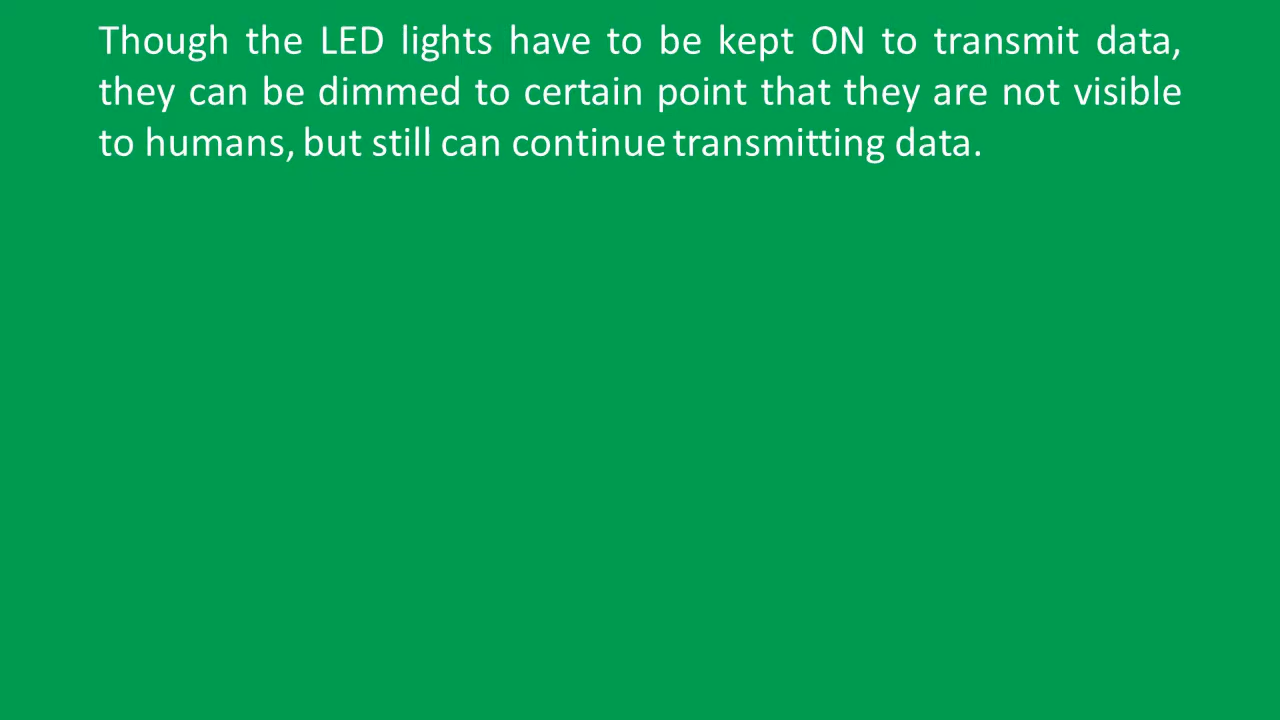 Though the LED lights have to be kept ON to transmit data,
they can be dimmed to certain point that they are not visible
to humans, but still can continue transmitting data.